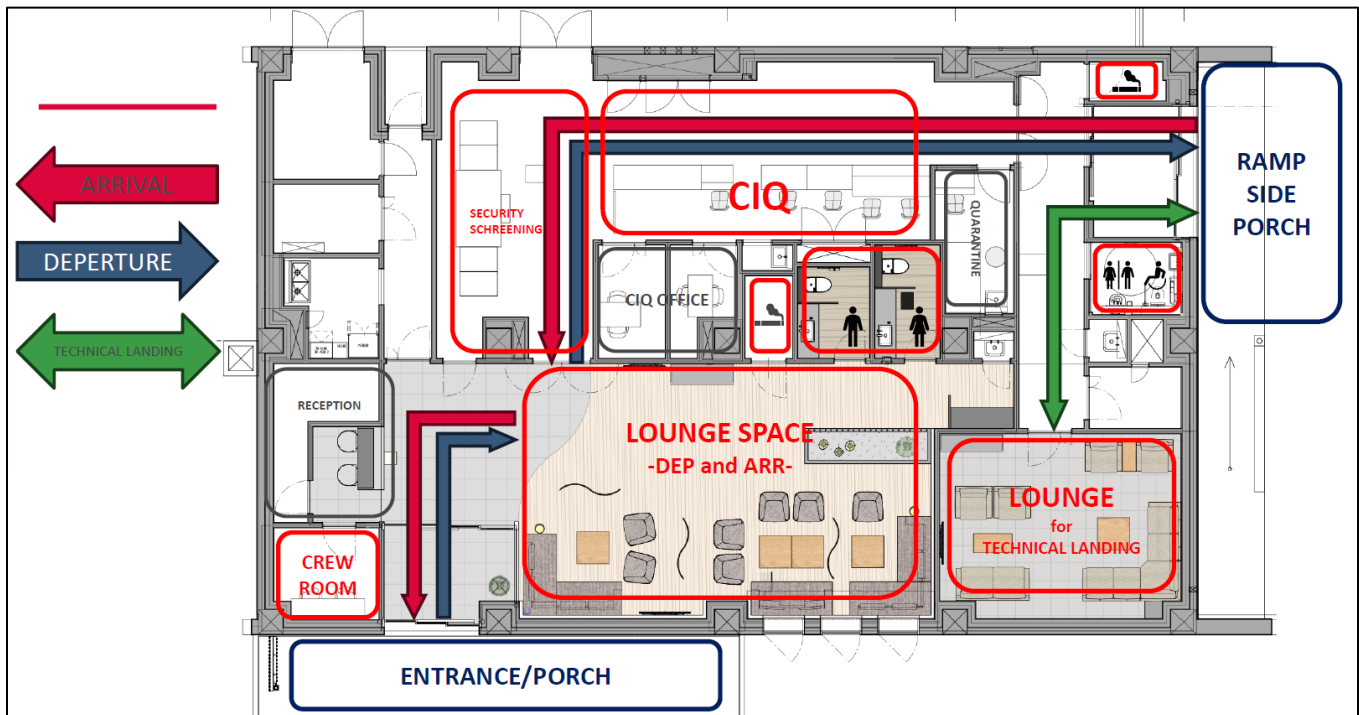 ARRIVAL
DEPERTURE
TECHNICAL LANDING
SECURITY
SCHREENING
CIQ
QUARANTINE
RAMP
SIDE
PORCH
CIQ OFFICE
RECEPTION
LOUNGE SPACE
-DEP and ARR-
LOUNGE
for
TECHNICAL LANDING
CREW
ROOM
ENTRANCE/PORCH